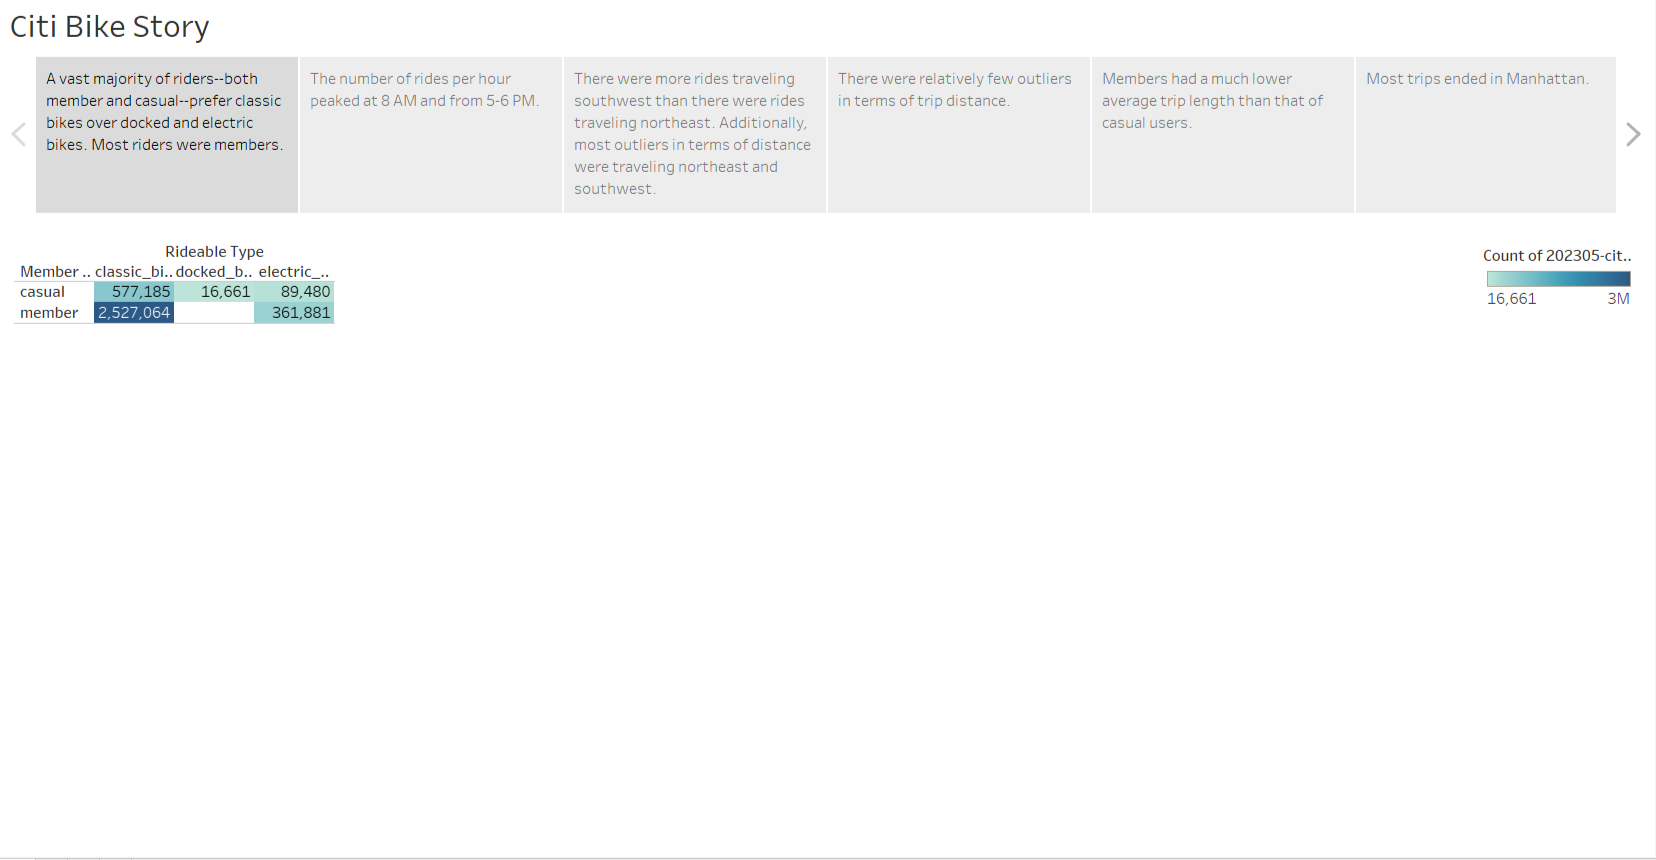 Citi Bike Story
A vast majority of riders--both
member and casual--prefer classic
bikes over docked and electric
bikes. Most riders were members.
The number of rides per hour
peaked at 8 AM and from 5-6 PM.
There were more rides traveling
southwest than there were rides
traveling northeast. Additionally,
most outliers in terms of distance
were traveling northeast and
southwest.
There were relatively few outliers
in terms of trip distance.
Members had a much lower
average trip length than that of
casual users.
Most trips ended in Manhattan.
Rideable Type
Member .. classic_bi.. docked_b.. electric_..
casual 577,185 16,661 89,480
member 2,527,064 361,881
Count of 202305-cit..
16,661 3M